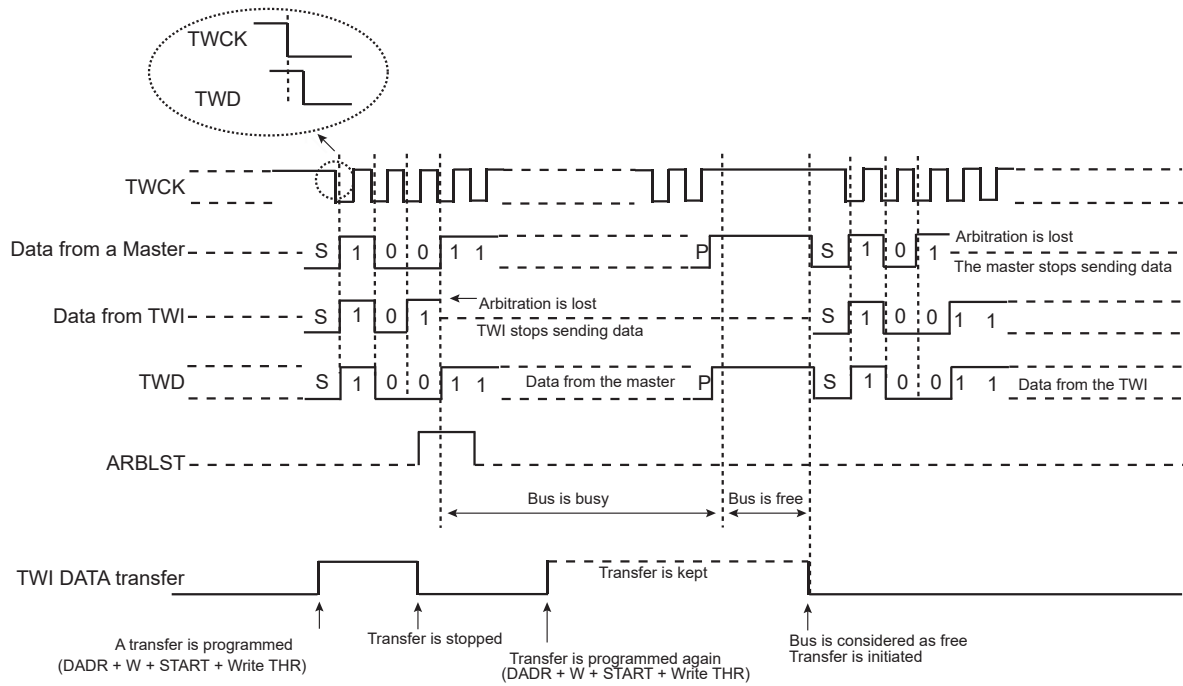 TWCK
TWD
TWCK
Data from a Master S 1 0 0 1 1 P S 1 0 1 Arbitration is lost
The master stops sending data
Data from TWI S 1 0 1 Arbitration is lost S 1 0 0 1 1
TWI stops sending data
TWD S 1 0 0 1 1 Data from the master P S 1 0 0 1 1 Data from the TWI
ARBLST
Bus is busy Bus is free
TWI DATA transfer Transfer is kept
A transfer is programmed
(DADR + W + START + Write THR)
Transfer is stopped
Transfer is programmed again
(DADR + W + START + Write THR)
Bus is considered as free
Transfer is initiated